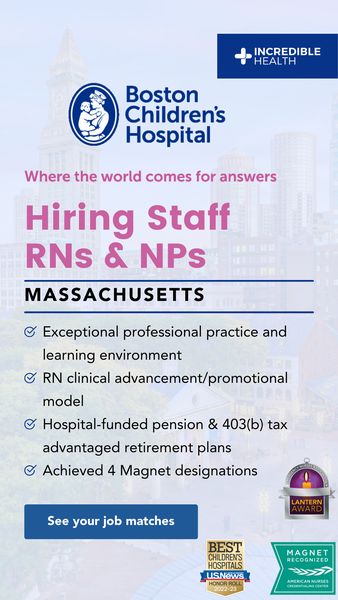 INCREDIBLE
HEALTH
Boston
Children's
Hospital
Where the world comes for answers
Hiring Staff
RNs & NPs
MASSACHUSETTS
Exceptional professional practice and
learning environment
RN clinical advancement/promotional
model
Hospital-funded pension & 403(b) tax
advantaged retirement plans
Achieved 4 Magnet designations
LANTERN
AWARD
See your job matches
BEST
CHILDREN'S
HOSPITALS
U.S.News
HONOR ROLL
2022-23
MAGNET
RECOGNIZED
AMERICAN NURSES
CREDENTIALING CENTER